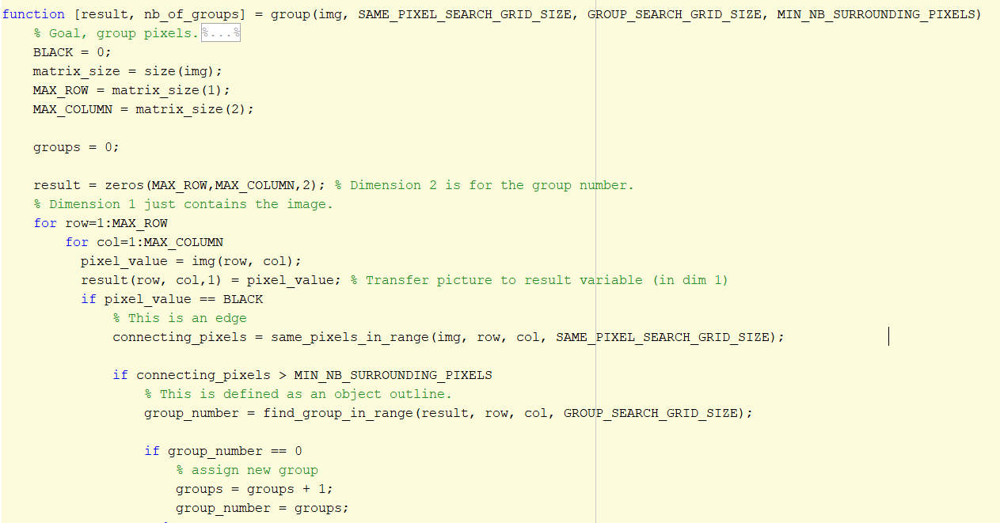 function [result, nb_of_groups] = group(img, SAME_PIXEL_SEARCH_GRID_SIZE, GROUP_SEARCH_GRID_SIZE, MIN_NB_SURROUNDING_PIXELS)
    % Goal, group pixels.%...%
    BLACK = 0;
    matrix_size = size(img);
    MAX_ROW = matrix_size(1);
    MAX_COLUMN = matrix_size(2);

    groups = 0;

    result = zeros(MAX_ROW,MAX_COLUMN,2); % Dimension 2 is for the group number.
    % Dimension 1 just contains the image.
    for row=1:MAX_ROW
        for col=1:MAX_COLUMN
          pixel_value = img(row, col);
          result(row, col,1) = pixel_value; % Transfer picture to result variable (in dim 1)
          if pixel_value == BLACK
              % This is an edge
              connecting_pixels = same_pixels_in_range(img, row, col, SAME_PIXEL_SEARCH_GRID_SIZE);

              if connecting_pixels > MIN_NB_SURROUNDING_PIXELS
                  % This is defined as an object outline.
                  group_number = find_group_in_range(result, row, col, GROUP_SEARCH_GRID_SIZE);

                  if group_number == 0
                      % assign new group
                      groups = groups + 1;
                      group_number = groups;